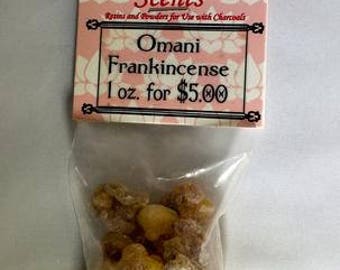 Scents
Resins and Powders for Use with Charcoals
Omani
Frankincense
1 oz. for $5.00